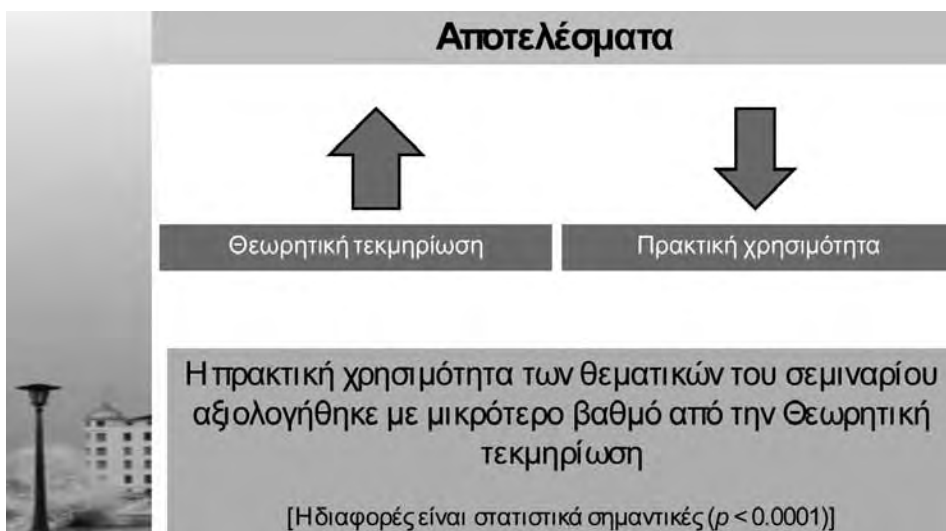 Αποτελέσματα
Θεωρητική τεκμηρίωση
Πρακτική χρησιμότητα
Η πρακτική χρησιμότητα των θεματικών του σεμιναρίου
αξιολογήθηκε με μικρότερο βαθμό από την Θεωρητική
τεκμηρίωση
[Η διαφορές είναι στατιστικά σημαντικές (p < 0.0001)]